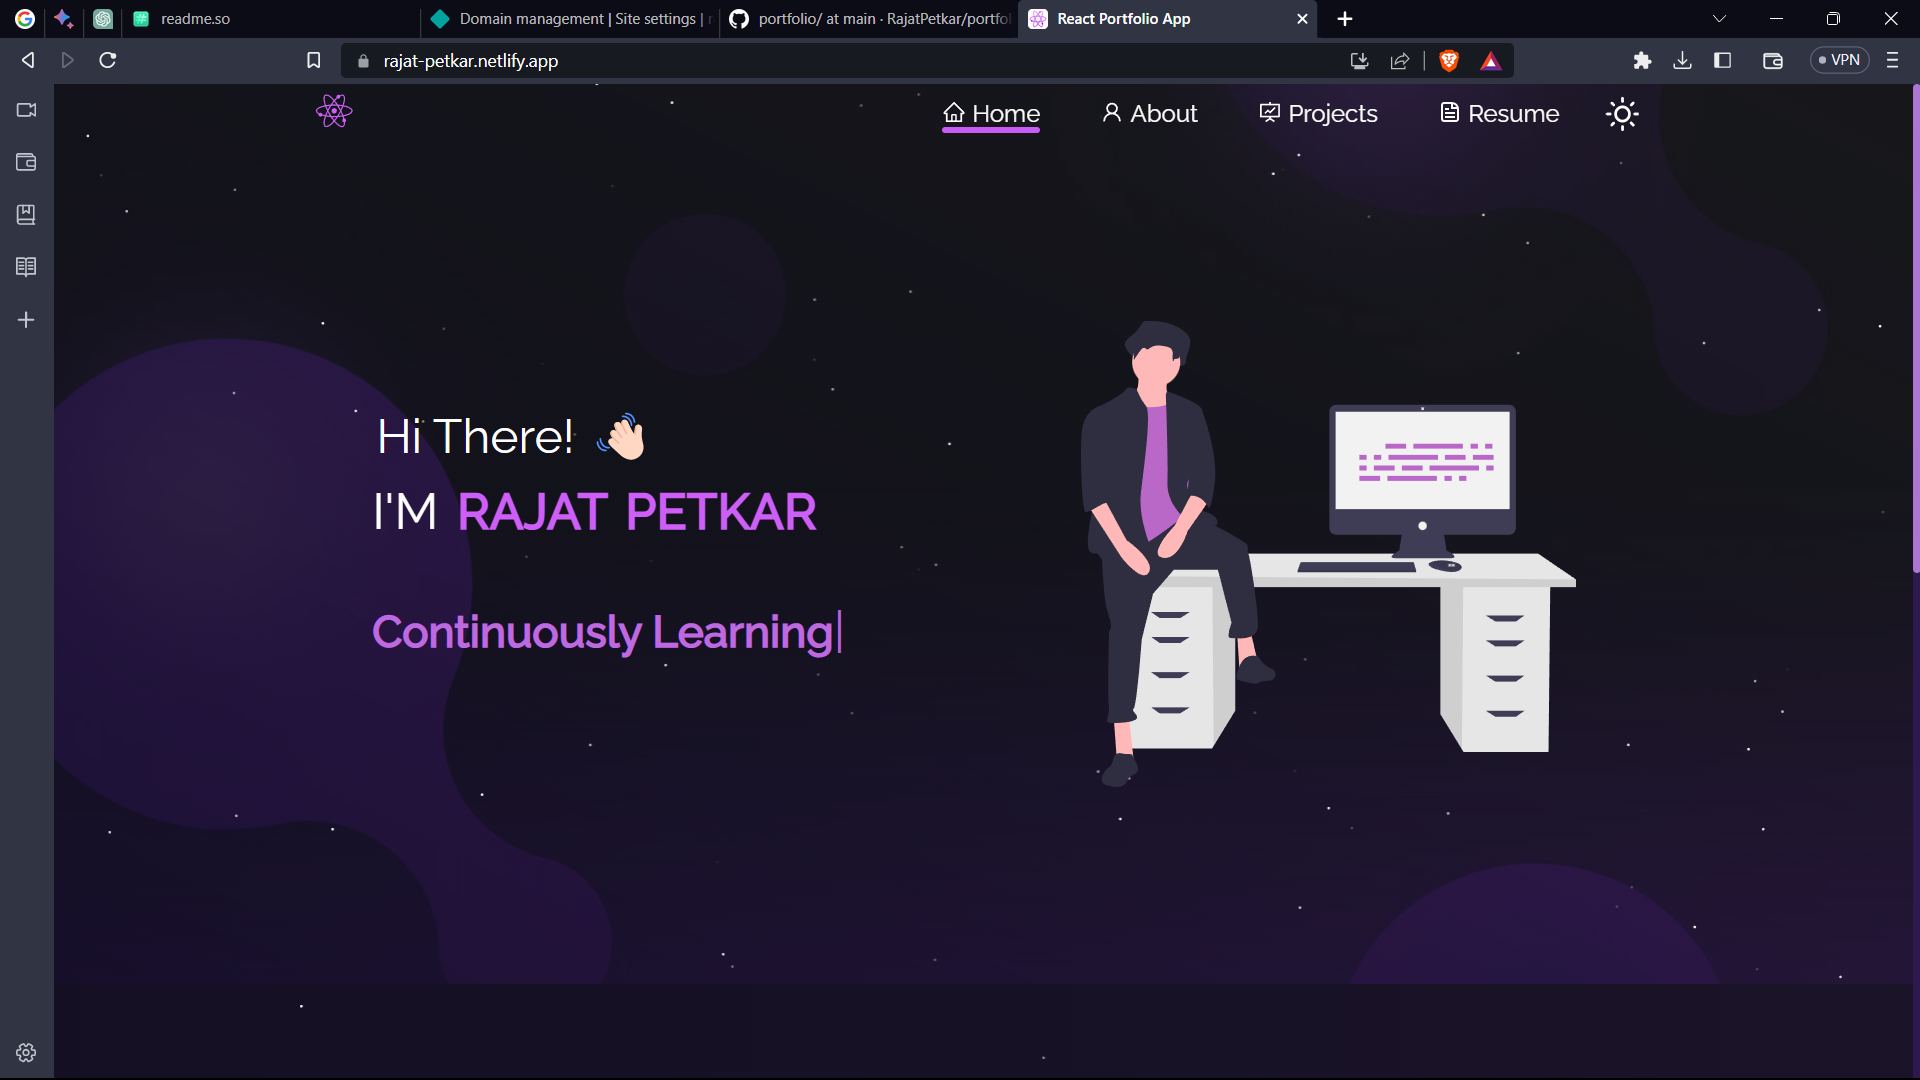 readme.so
Domain management | Site settings |
portfolio/ at main · RajatPetkar/portfol
React Portfolio App
rajat-petkar.netlify.app
VPN
Home
About
Projects
Resume
Hi There! 👋🏻
I'M RAJAT PETKAR
Continuously Learning|